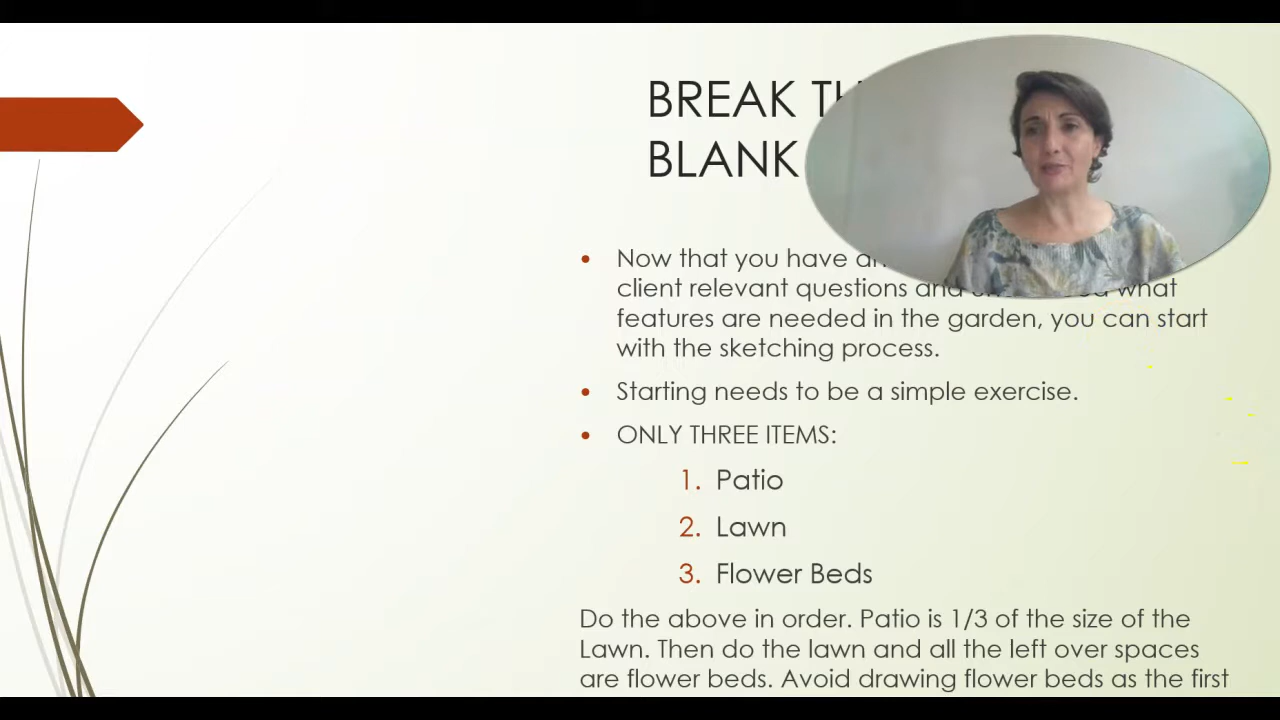 BREAK
BLANK
• Now that you have
client relevant questions and what
features are needed in the garden, you can start
with the sketching process.
• Starting needs to be a simple exercise.
• ONLY THREE ITEMS:
1. Patio
2. Lawn
3. Flower Beds
Do the above in order. Patio is 1/3 of the size of the
Lawn. Then do the lawn and all the left over spaces
are flower beds. Avoid drawing flower beds as the first